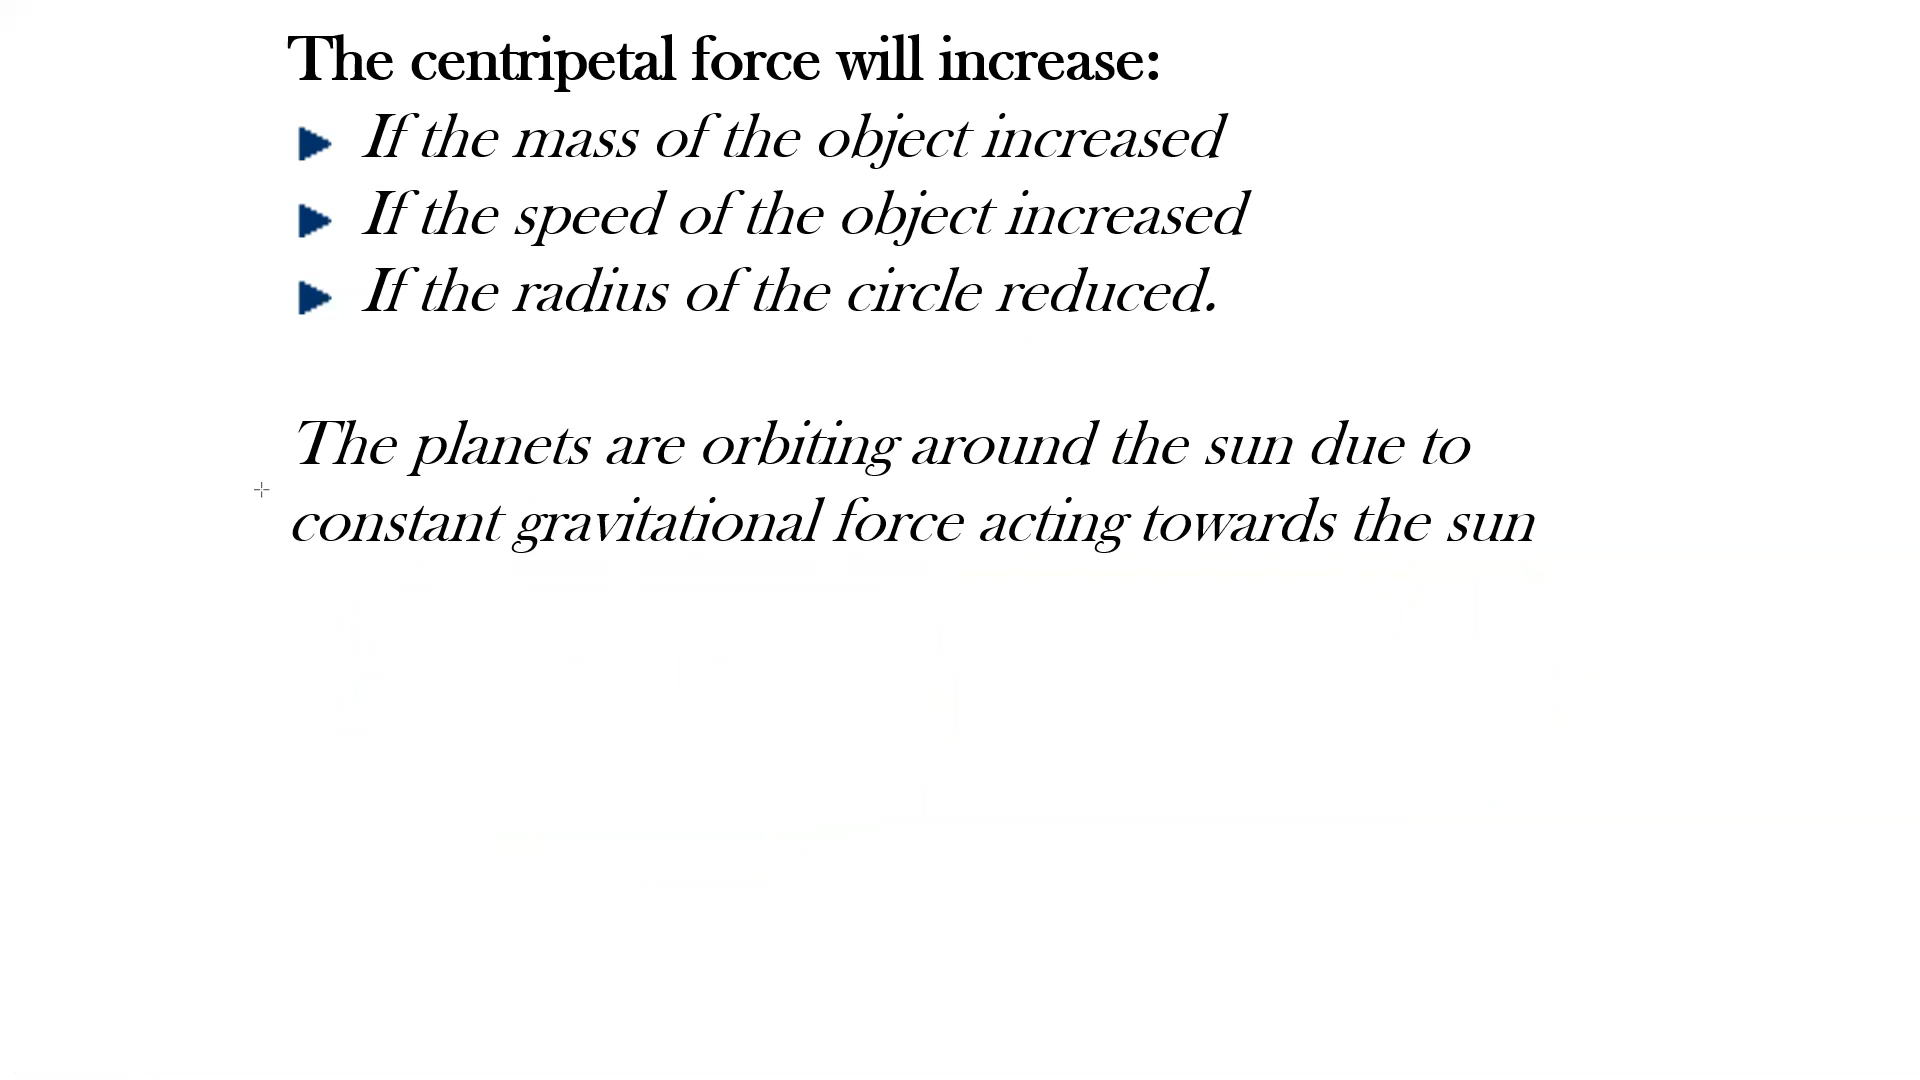 The centripetal force will increase:
If the mass of the object increased
If the speed of the object increased
If the radius of the circle reduced.
The planets are orbiting around the sun due to
constant gravitational force acting towards the sun